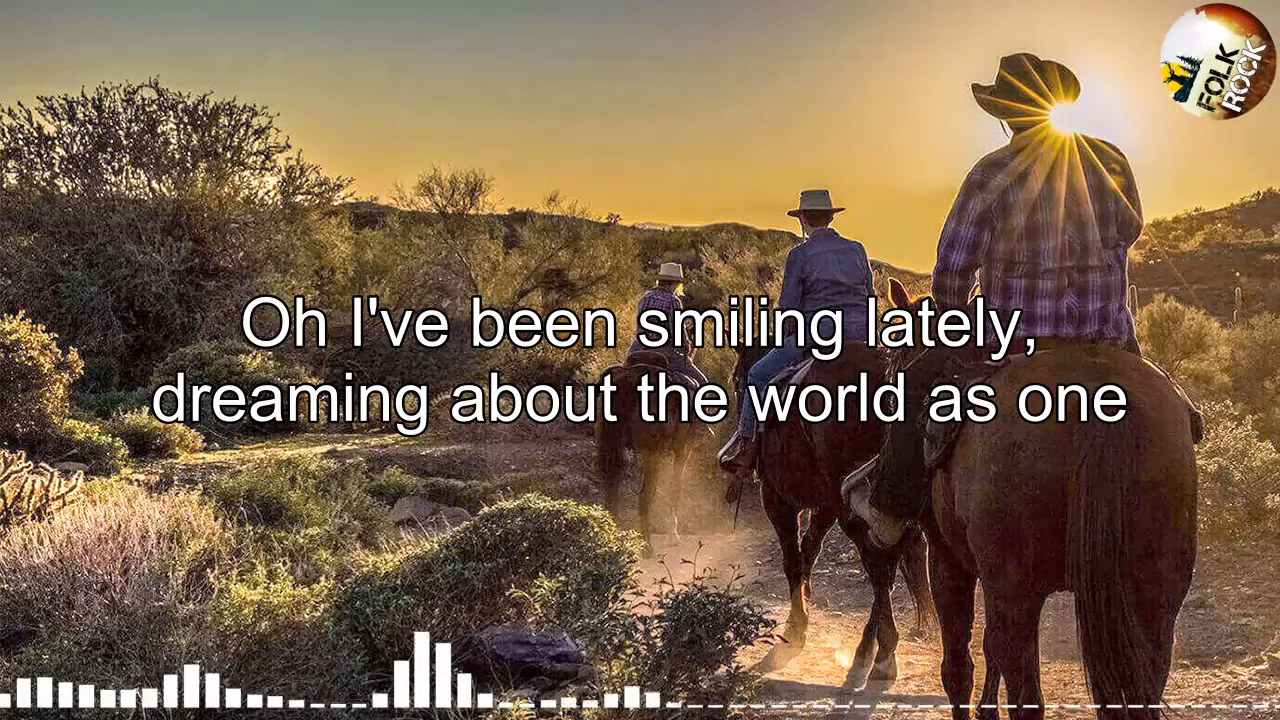 FOLK
ROCK
Oh I've been smiling lately,
dreaming about the world as one